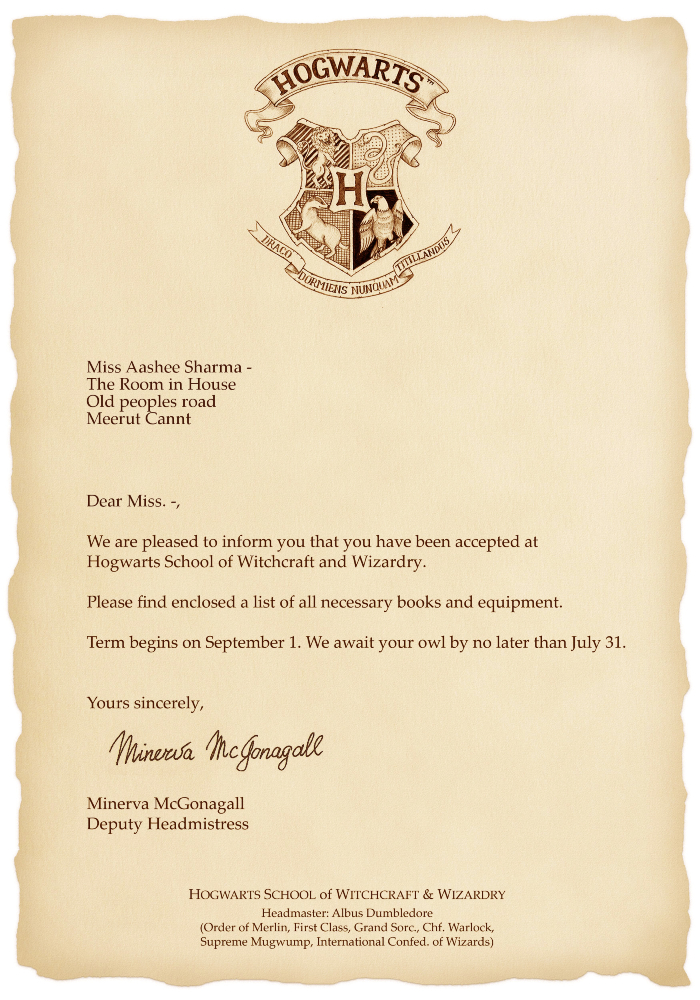 HOGWARTS™
H
DRACO DORMIENS NUNQUAM TITILLANDUS
Miss Aashee Sharma -
The Room in House
Old peoples road
Meerut Cannt
Dear Miss. -,
We are pleased to inform you that you have been accepted at
Hogwarts School of Witchcraft and Wizardry.
Please find enclosed a list of all necessary books and equipment.
Term begins on September 1. We await your owl by no later than July 31.
Yours sincerely,
Minerva McGonagall
Minerva McGonagall
Deputy Headmistress
HOGWARTS SCHOOL of WITCHCRAFT & WIZARDRY
Headmaster: Albus Dumbledore
(Order of Merlin, First Class, Grand Sorc., Chf. Warlock,
Supreme Mugwump, International Confed. of Wizards)